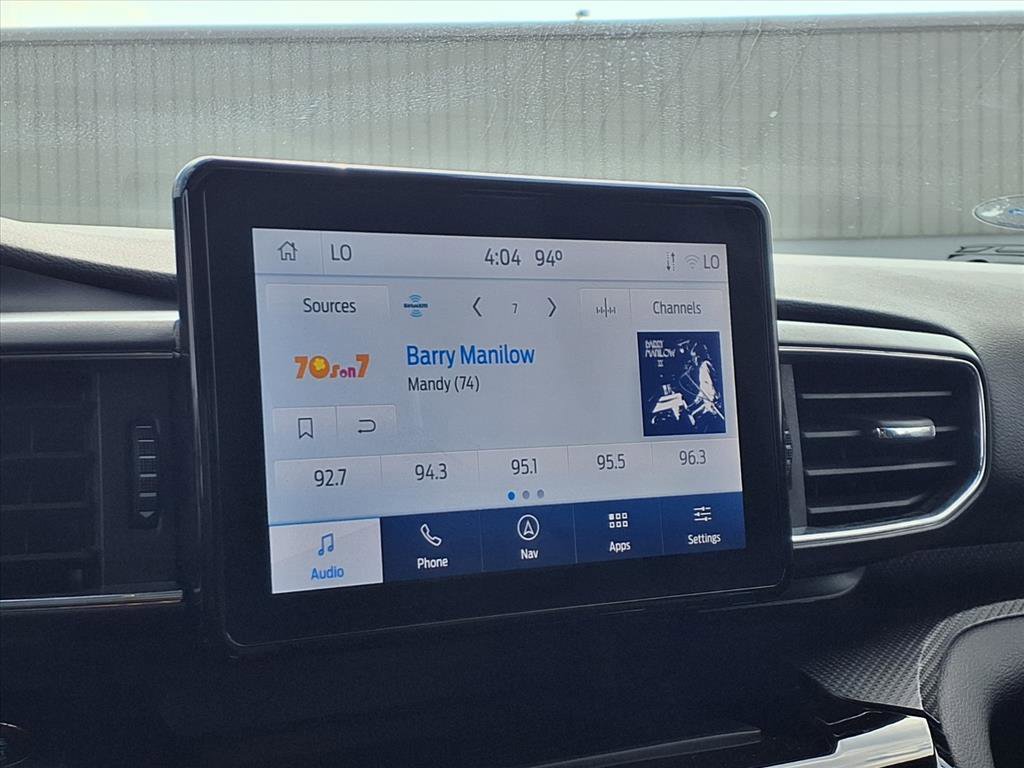 LO 4:04 94° LO
Sources SiriusXM 7 Channels
70s on 7
Barry Manilow
Mandy (74)
BARRY
MANILOW
II
92.7 94.3 95.1 95.5 96.3
Audio Phone Nav Apps Settings